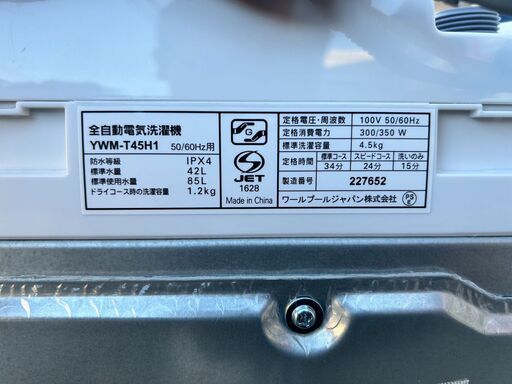 全自動電気洗濯機
YWM-T45H1 50/60Hz用
防水等級 IPX4
標準水量 42L
標準使用水量 85L
ドライコース時の洗濯容量 1.2kg
G
S
JET
1628
Made in China
定格電圧・周波数 100V 50/60Hz
定格消費電力 300/350 W
標準洗濯容量 4.5kg
定格時間 標準コース スピードコース 洗いのみ
34分 24分 15分
製造番号 227652
ワールプールジャパン株式会社 PS E